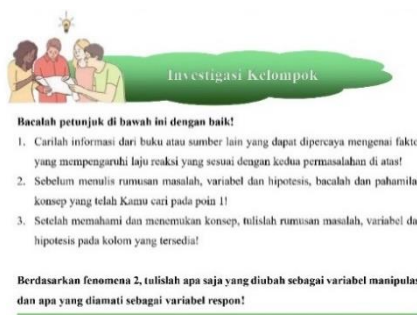 Investigasi Kelompok
Bacalah petunjuk di bawah ini dengan baik!
1. Carilah informasi dari buku atau sumber lain yang dapat dipercaya mengenai fakto
yang mempengaruhi laju reaksi yang sesuai dengan kedua permasalahan di atas!
2. Sebelum menulis rumusan masalah, variabel dan hipotesis, bacalah dan pahamila
konsep yang telah Kamu cari pada poin 1!
3. Setelah memahami dan menemukan konsep, tulislah rumusan masalah, variabel da
hipotesis pada kolom yang tersedia!
Berdasarkan fenomena 2, tulislah apa saja yang diubah sebagai variabel manipulas
dan apa yang diamati sebagai variabel respon!